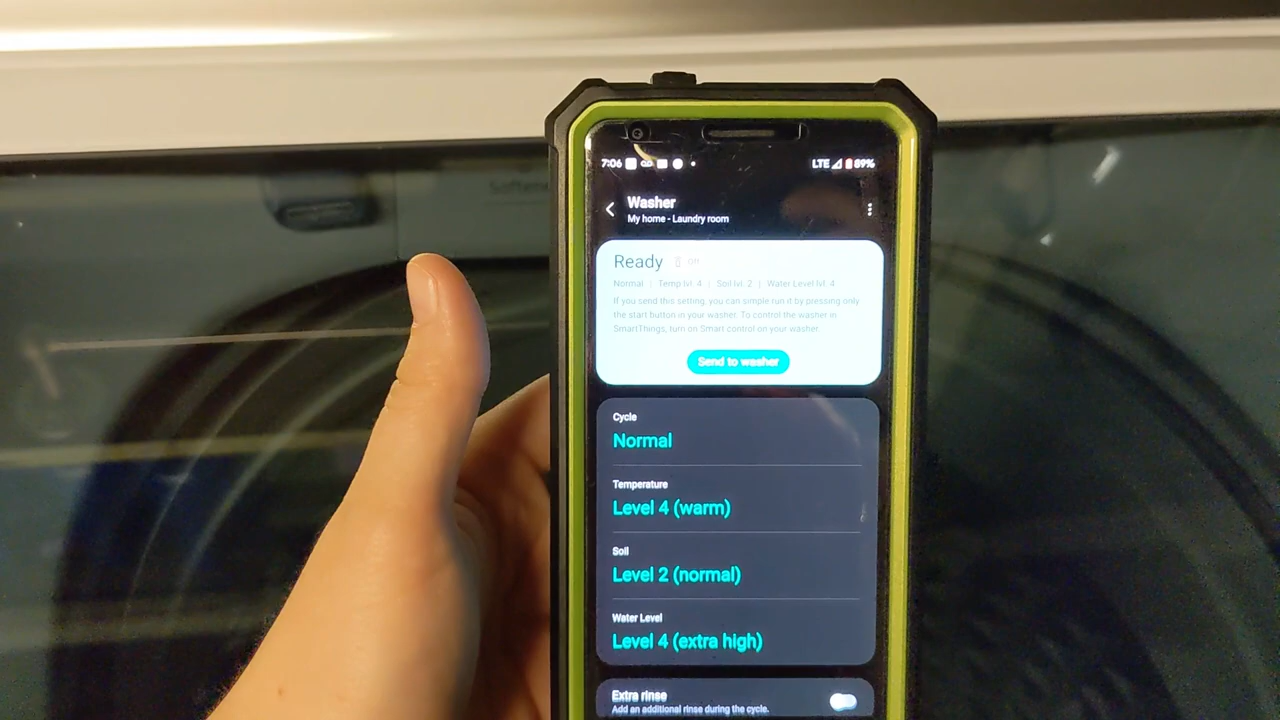 Softene
7:06
LTE 89%
Washer
My home - Laundry room
Ready Off
Normal | Temp lvl. 4 | Soil lvl. 2 | Water Level lvl. 4
If you send this setting, you can simple run it by pressing only
the start button in your washer. To control the washer in
SmartThings, turn on Smart control on your washer.
Send to washer
Cycle
Normal
Temperature
Level 4 (warm)
Soil
Level 2 (normal)
Water Level
Level 4 (extra high)
Extra rinse
Add an additional rinse during the cycle.